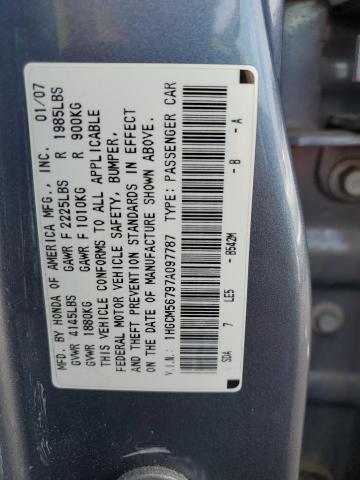 MFD. BY HONDA OF AMERICA MFG., INC. 01/07
GVWR 4145LBS GAWR F 2225LBS R 1985LBS
GVWR 1880KG GAWR F 1010KG R 900KG
THIS VEHICLE CONFORMS TO ALL APPLICABLE
FEDERAL MOTOR VEHICLE SAFETY, BUMPER,
AND THEFT PREVENTION STANDARDS IN EFFECT
ON THE DATE OF MANUFACTURE SHOWN ABOVE.
V.I.N.: 1HGCM56797A097787 TYPE: PASSENGER CAR
SDA 7 LE5 - B542M - B - A